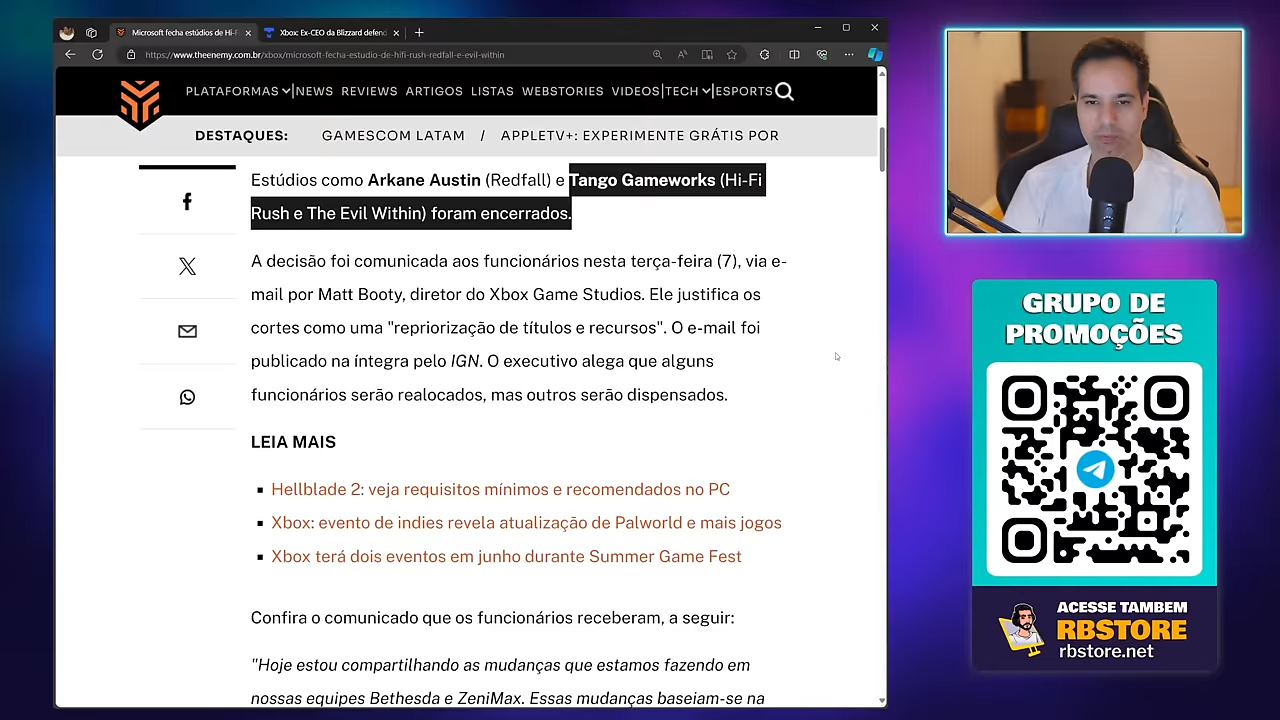 Microsoft fecha estúdios de Hi-F
Xbox: Ex-CEO da Blizzard defend
https://www.theenemy.com.br/xbox/microsoft-fecha-estudio-de-hifi-rush-redfall-e-evil-within
PLATAFORMAS NEWS REVIEWS ARTIGOS LISTAS WEBSTORIES VIDEOS TECH ESPORTS
DESTAQUES: GAMESCOM LATAM / APPLETV+: EXPERIMENTE GRÁTIS POR
Estúdios como Arkane Austin (Redfall) e Tango Gameworks (Hi-Fi
Rush e The Evil Within) foram encerrados.
A decisão foi comunicada aos funcionários nesta terça-feira (7), via e-
mail por Matt Booty, diretor do Xbox Game Studios. Ele justifica os
cortes como uma "repriorização de títulos e recursos". O e-mail foi
publicado na íntegra pelo IGN. O executivo alega que alguns
funcionários serão realocados, mas outros serão dispensados.
LEIA MAIS
Hellblade 2: veja requisitos mínimos e recomendados no PC
Xbox: evento de indies revela atualização de Palworld e mais jogos
Xbox terá dois eventos em junho durante Summer Game Fest
Confira o comunicado que os funcionários receberam, a seguir:
"Hoje estou compartilhando as mudanças que estamos fazendo em
nossas equipes Bethesda e ZeniMax. Essas mudanças baseiam-se na
GRUPO DE
PROMOÇÕES
ACESSE TAMBEM
RBSTORE
rbstore.net